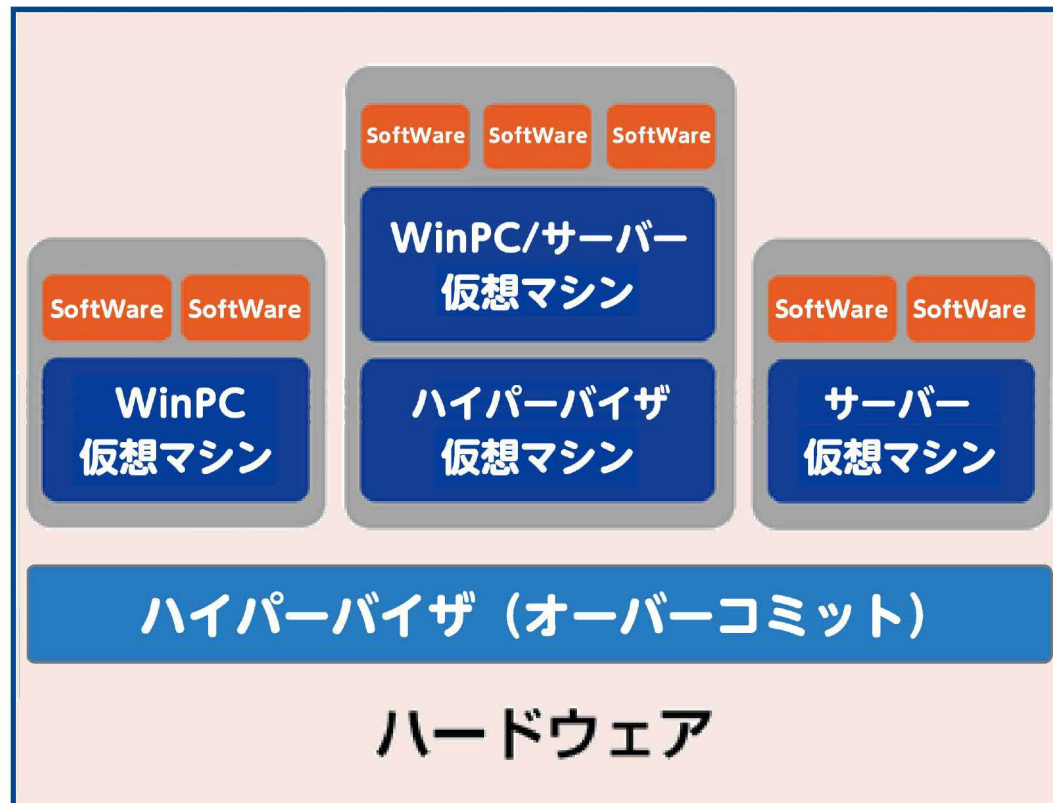 SoftWare SoftWare SoftWare
WinPC/サーバー
仮想マシン
SoftWare SoftWare
WinPC
仮想マシン
ハイパーバイザ
仮想マシン
SoftWare SoftWare
サーバー
仮想マシン
ハイパーバイザ（オーバーコミット）
ハードウェア